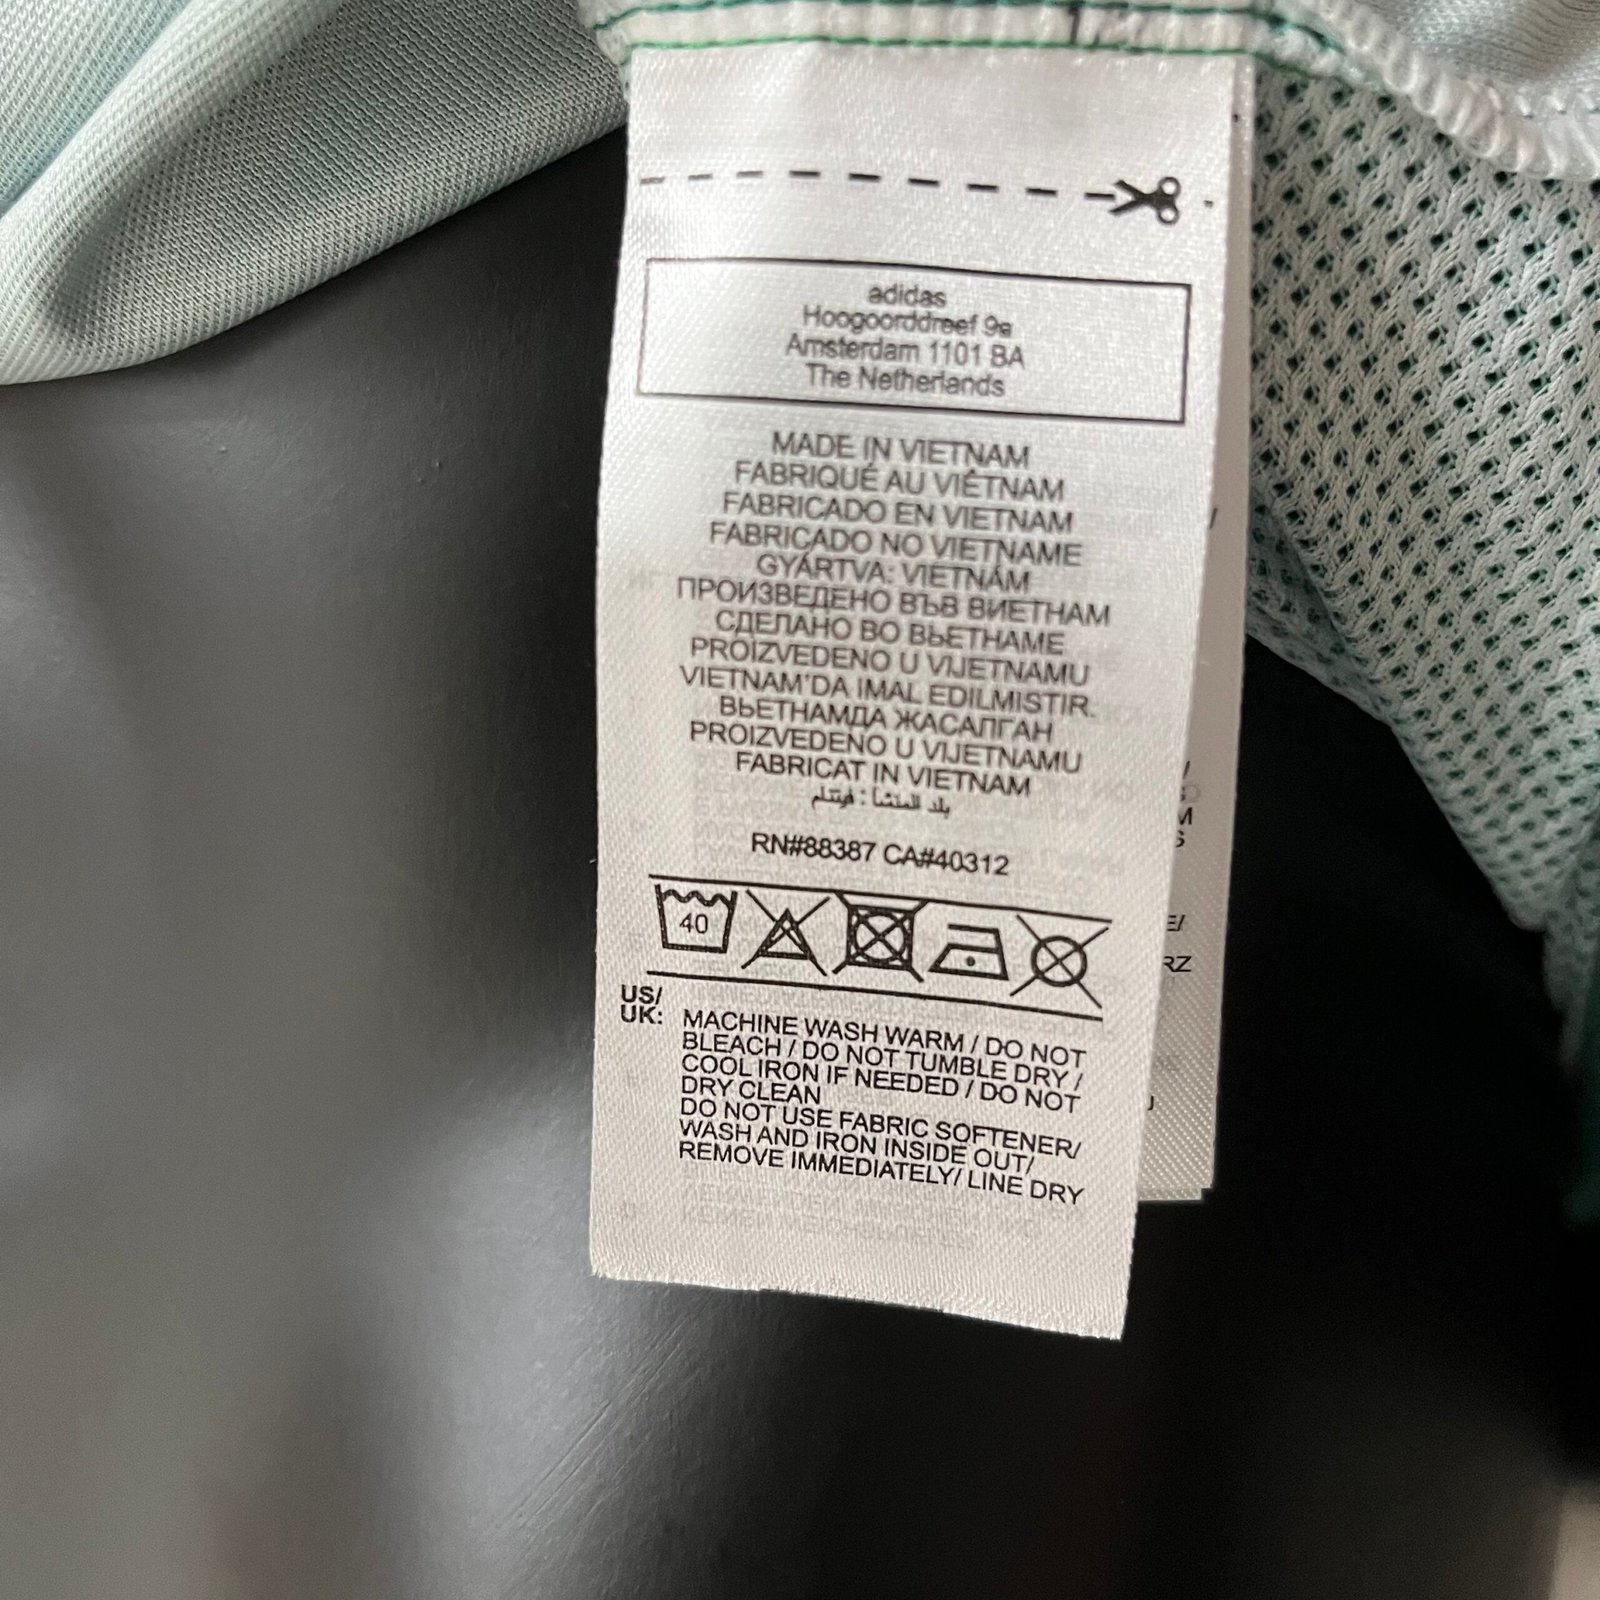 adidas
Hoogoorddreef 9a
Amsterdam 1101 BA
The Netherlands
MADE IN VIETNAM
FABRIQUÉ AU VIÊTNAM
FABRICADO EN VIETNAM
FABRICADO NO VIETNAME
GYÁRTVA: VIETNÁM
ПРОИЗВЕДЕНО ВЪВ ВИЕТНАМ
СДЕЛАНО ВО ВЬЕТНАМЕ
PROIZVEDENO U VIJETNAMU
VIETNAM'DA IMAL EDILMISTIR.
ВЬЕТНАМДА ЖАСАЛГАН
PROIZVEDENO U VIJETNAMU
FABRICAT IN VIETNAM
بلد المنشأ : فيتنام
RN#88387 CA#40312
40
US/
UK: MACHINE WASH WARM / DO NOT
BLEACH / DO NOT TUMBLE DRY /
COOL IRON IF NEEDED / DO NOT
DRY CLEAN
DO NOT USE FABRIC SOFTENER/
WASH AND IRON INSIDE OUT/
REMOVE IMMEDIATELY/ LINE DRY